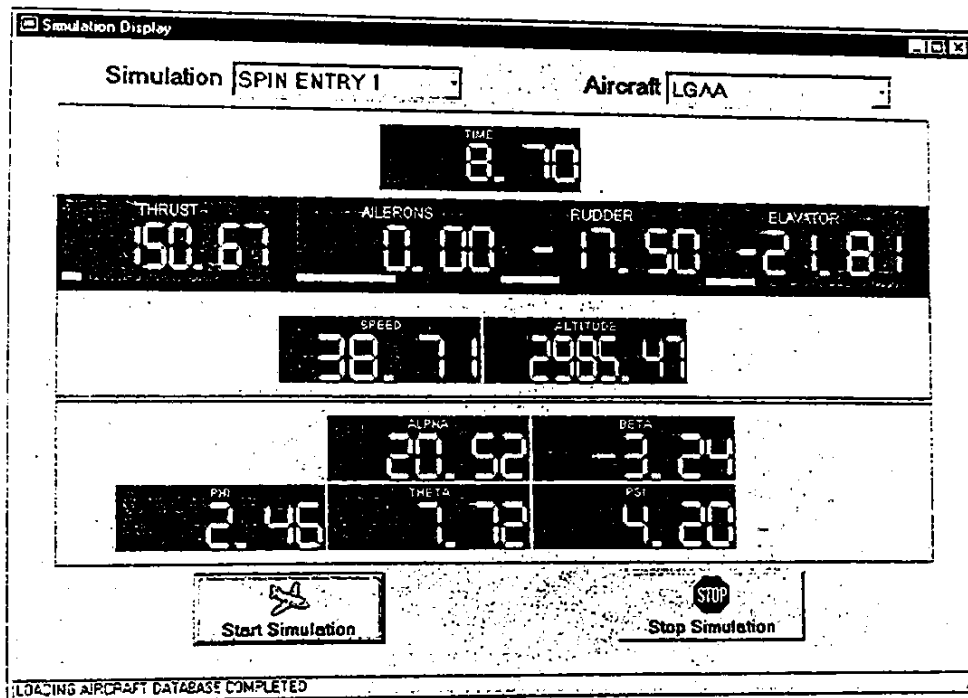 Simulation Display
Simulation SPIN ENTRY 1 Aircraft LGAA
TIME
8.70
THRUST AILERONS RUDDER ELAVATOR
150.67 0.00 -17.50 -21.81
SPEED ALTITUDE
38.71 2985.47
ALPHA BETA
20.52 -3.24
PHI THETA PSI
2.46 7.72 4.20
STOP
Start Simulation Stop Simulation
LOADING AIRCRAFT DATABASE COMPLETED